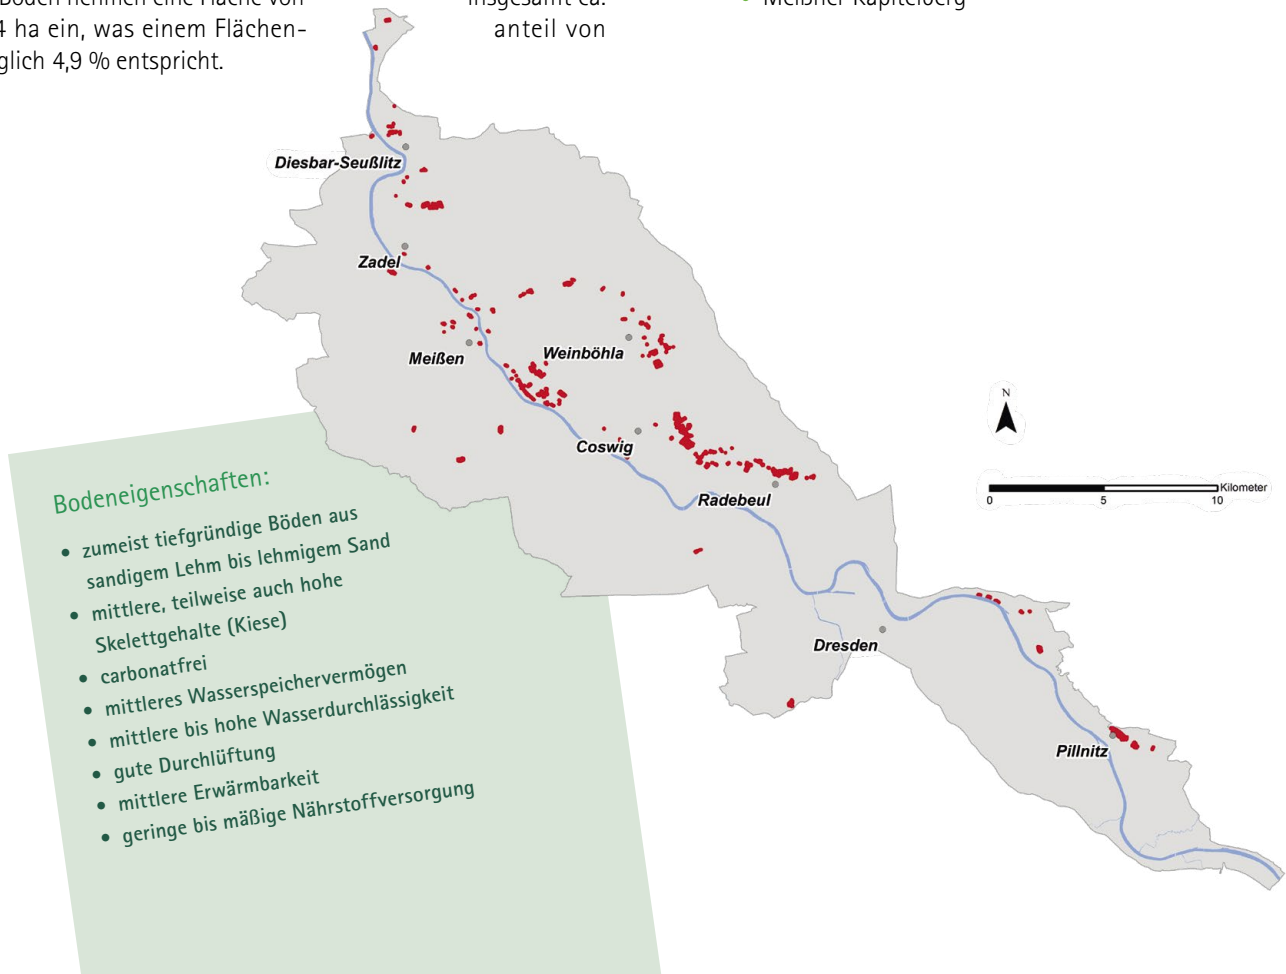 Böden nehmen eine Fläche von insgesamt ca.
4 ha ein, was einem Flächen- anteil von
glich 4,9 % entspricht.
• Meißner Kapitelberg
Diesbar-Seußlitz
Zadel
Meißen
Weinböhla
Coswig
Radebeul
Dresden
Pillnitz
N
Kilometer
0 5 10
Bodeneigenschaften:
• zumeist tiefgründige Böden aus
sandigem Lehm bis lehmigem Sand
• mittlere, teilweise auch hohe
Skelettgehalte (Kiese)
• carbonatfrei
• mittleres Wasserspeichervermögen
• mittlere bis hohe Wasserdurchlässigkeit
• gute Durchlüftung
• mittlere Erwärmbarkeit
• geringe bis mäßige Nährstoffversorgung